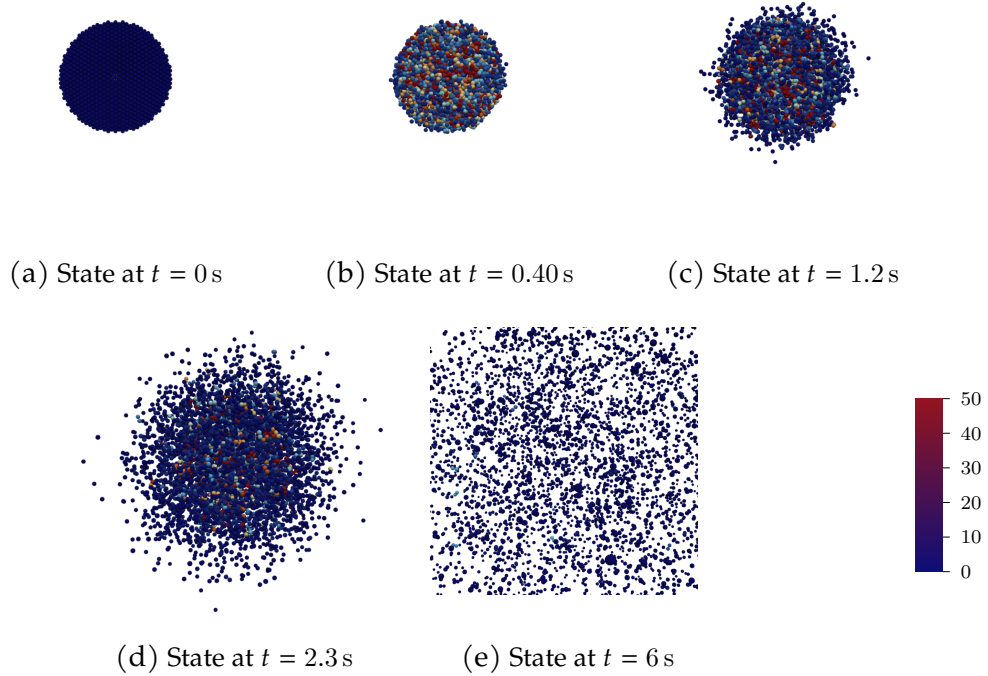 (a) State at t = 0 s
(b) State at t = 0.40 s
(c) State at t = 1.2 s
50
40
30
20
10
0
(d) State at t = 2.3 s
(e) State at t = 6 s